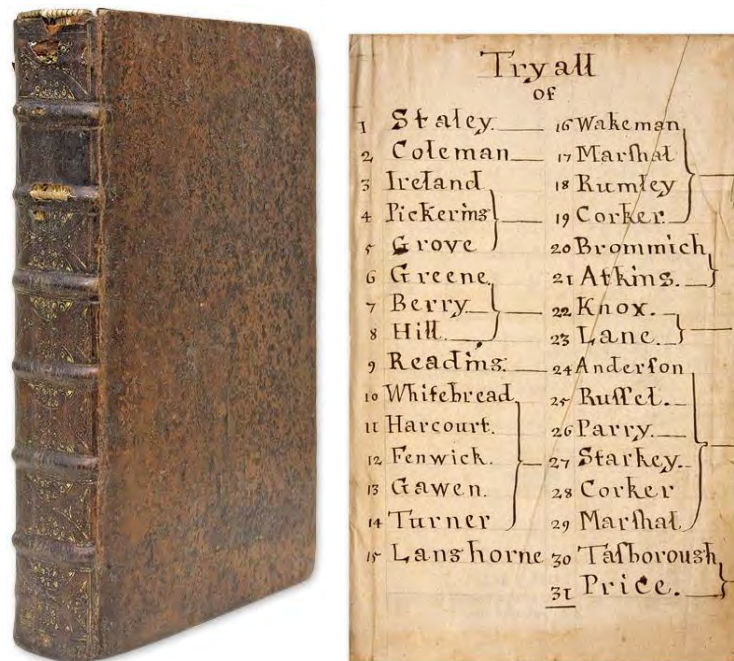 Tryall
of
1 Staley.
2 Coleman
3 Ireland
4 Pickering
5 Grove
6 Greene.
7 Berry
8 Hill.
9 Reading.
10 Whitebread
11 Harcourt.
12 Fenwick.
13 Gawen.
14 Turner
15 Langhorne
16 Wakeman
17 Marſhal
18 Rumley
19 Corker.
20 Brommich
21 Atkins.
22 Knox.
23 Lane.
24 Anderſon
25 Ruſſel.
26 Parry.
27 Starkey.
28 Corker
29 Marſhal
30 Taſborough
31 Price.